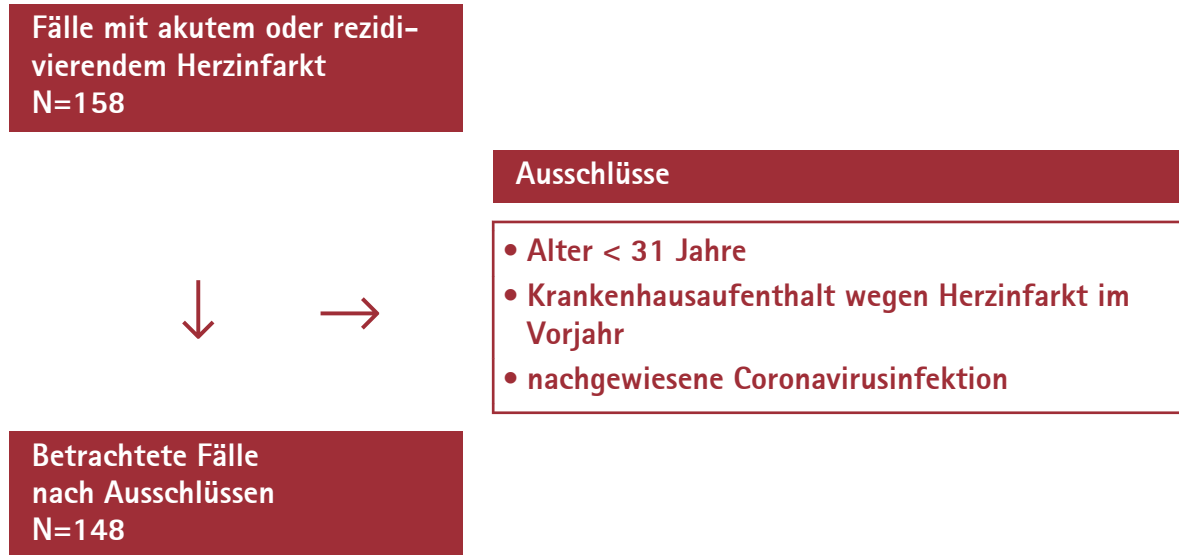 Fälle mit akutem oder rezidi-
vierendem Herzinfarkt
N=158
Ausschlüsse
• Alter < 31 Jahre
• Krankenhausaufenthalt wegen Herzinfarkt im
Vorjahr
• nachgewiesene Coronavirusinfektion
Betrachtete Fälle
nach Ausschlüssen
N=148